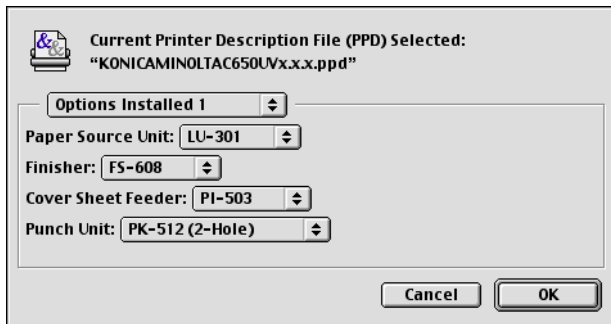 Current Printer Description File (PPD) Selected:
“KONICAMINOLTAC650UVx.x.x.ppd”
Options Installed 1
Paper Source Unit: LU-301
Finisher: FS-608
Cover Sheet Feeder: PI-503
Punch Unit: PK-512 (2-Hole)
Cancel OK